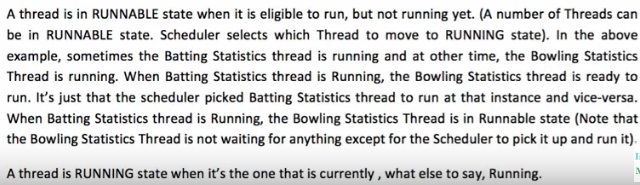 A thread is in RUNNABLE state when it is eligible to run, but not running yet. (A number of Threads can
be in RUNNABLE state. Scheduler selects which Thread to move to RUNNING state). In the above
example, sometimes the Batting Statistics thread is running and at other time, the Bowling Statistics
Thread is running. When Batting Statistics thread is Running, the Bowling Statistics thread is ready to
run. It's just that the scheduler picked Batting Statistics thread to run at that instance and vice-versa.
When Batting Statistics thread is Running, the Bowling Statistics Thread is in Runnable state (Note that
the Bowling Statistics Thread is not waiting for anything except for the Scheduler to pick it up and run it).
A thread is RUNNING state when it's the one that is currently , what else to say, Running.